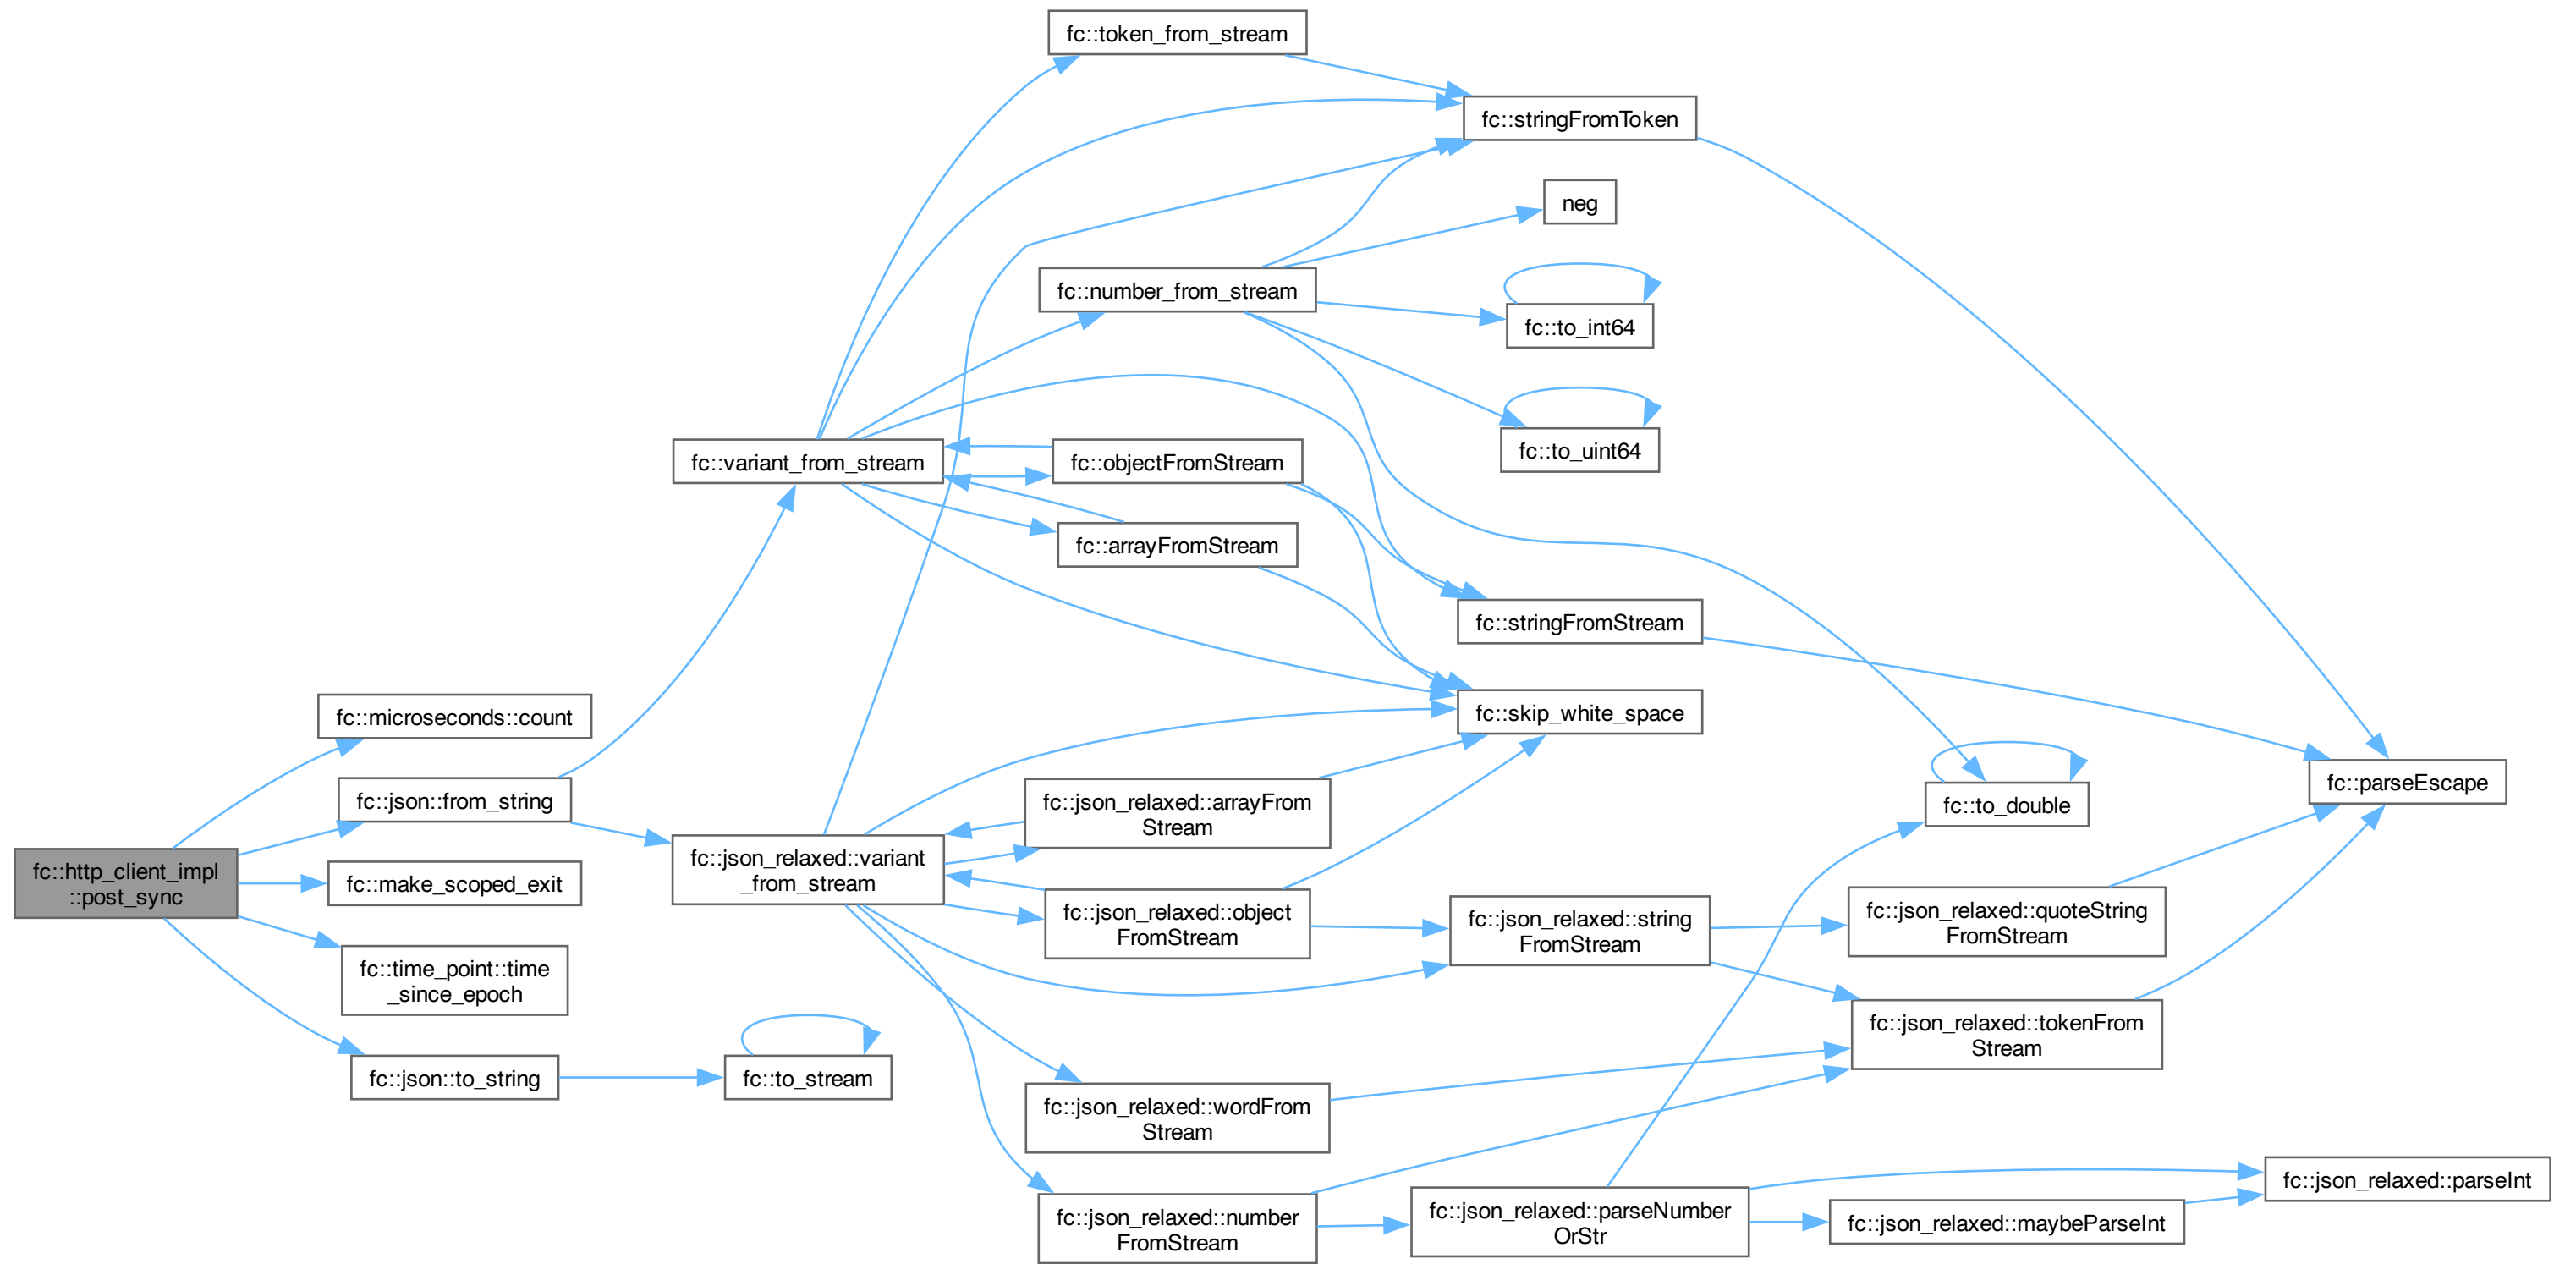 fc::token_from_stream
fc::stringFromToken
neg
fc::number_from_stream
fc::to_int64
fc::variant_from_stream
fc::objectFromStream
fc::to_uint64
fc::arrayFromStream
fc::stringFromStream
fc::microseconds::count
fc::skip_white_space
fc::json::from_string
fc::json_relaxed::arrayFrom
Stream
fc::to_double
fc::parseEscape
fc::http_client_impl
::post_sync
fc::make_scoped_exit
fc::json_relaxed::variant
_from_stream
fc::json_relaxed::object
FromStream
fc::json_relaxed::string
FromStream
fc::json_relaxed::quoteString
FromStream
fc::time_point::time
_since_epoch
fc::json_relaxed::tokenFrom
Stream
fc::json::to_string
fc::to_stream
fc::json_relaxed::wordFrom
Stream
fc::json_relaxed::number
FromStream
fc::json_relaxed::parseNumber
OrStr
fc::json_relaxed::maybeParseInt
fc::json_relaxed::parseInt